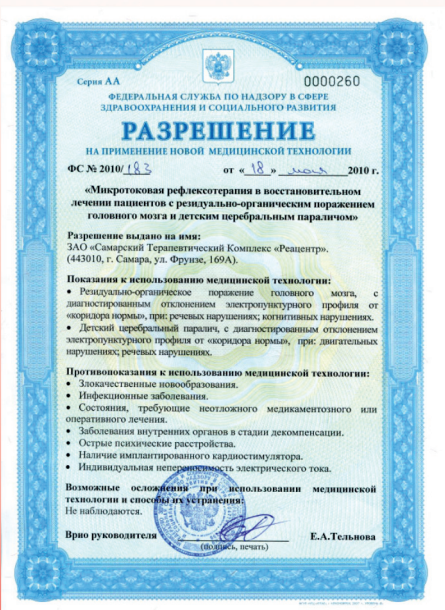 Серия АА
0000260
ФЕДЕРАЛЬНАЯ СЛУЖБА ПО НАДЗОРУ В СФЕРЕ
ЗДРАВООХРАНЕНИЯ И СОЦИАЛЬНОГО РАЗВИТИЯ
РАЗРЕШЕНИЕ
НА ПРИМЕНЕНИЕ НОВОЙ МЕДИЦИНСКОЙ ТЕХНОЛОГИИ
ФС № 2010/ 183 от « 18 » мая 2010 г.
«Микротоковая рефлексотерапия в восстановительном
лечении пациентов с резидуально-органическим поражением
головного мозга и детским церебральным параличом»
Разрешение выдано на имя:
ЗАО «Самарский Терапевтический Комплекс «Реацентр».
(443010, г. Самара, ул. Фрунзе, 169А).
Показания к использованию медицинской технологии:
• Резидуально-органическое поражение головного мозга, с
диагностированным отклонением электропунктурного профиля от
«коридора нормы», при: речевых нарушениях; когнитивных нарушениях.
• Детский церебральный паралич, с диагностированным отклонением
электропунктурного профиля от «коридора нормы», при: двигательных
нарушениях; речевых нарушениях.
Противопоказания к использованию медицинской технологии:
• Злокачественные новообразования.
• Инфекционные заболевания.
• Состояния, требующие неотложного медикаментозного или
оперативного лечения.
• Заболевания внутренних органов в стадии декомпенсации.
• Острые психические расстройства.
• Наличие имплантированного кардиостимулятора.
• Индивидуальная непереносимость электрического тока.
Возможные осложнения при использовании медицинской
технологии и способы их устранения:
Не наблюдаются.
Врио руководителя
Е.А.Тельнова
(подпись, печать)